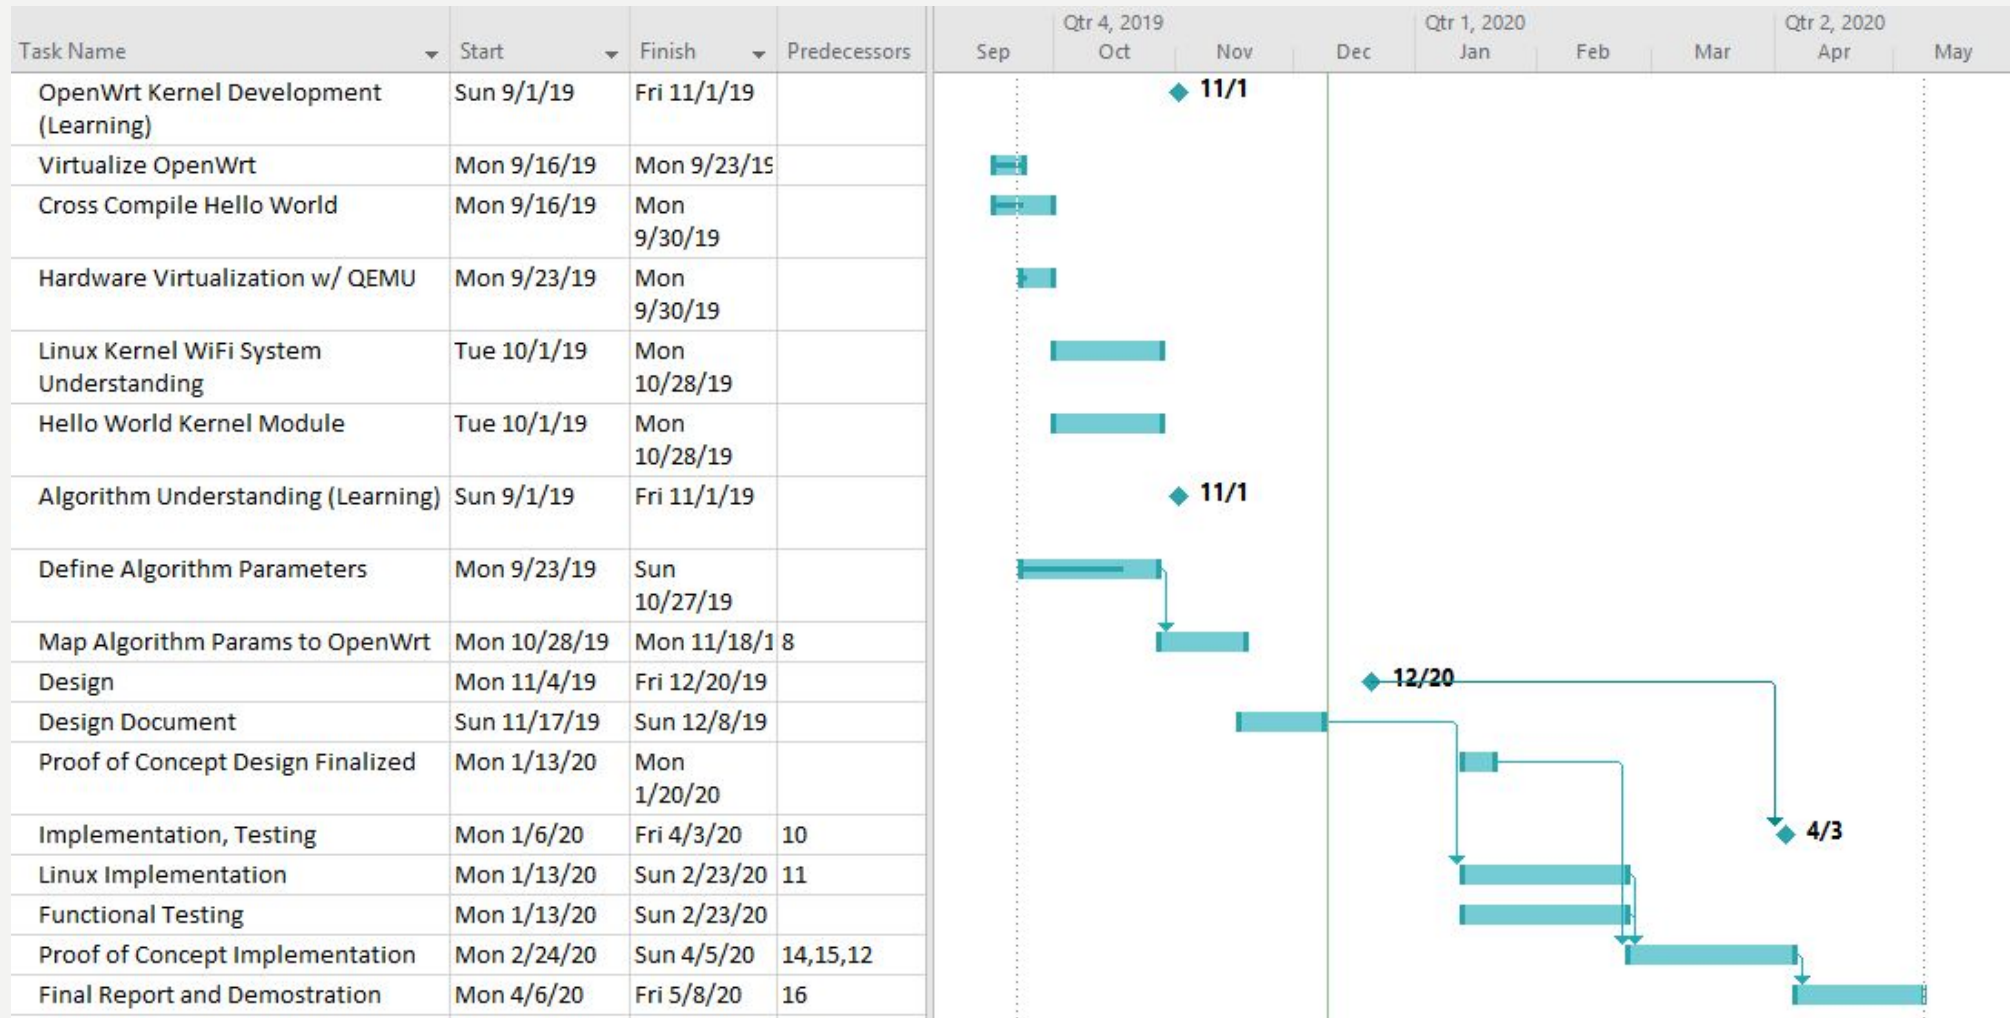 Qtr 4, 2019 Qtr 1, 2020 Qtr 2, 2020
Task Name Start Finish Predecessors Sep Oct Nov Dec Jan Feb Mar Apr May
OpenWrt Kernel Development Sun 9/1/19 Fri 11/1/19 11/1
(Learning)
Virtualize OpenWrt Mon 9/16/19 Mon 9/23/19
Cross Compile Hello World Mon 9/16/19 Mon
9/30/19
Hardware Virtualization w/ QEMU Mon 9/23/19 Mon
9/30/19
Linux Kernel WiFi System Tue 10/1/19 Mon
Understanding 10/28/19
Hello World Kernel Module Tue 10/1/19 Mon
10/28/19
Algorithm Understanding (Learning) Sun 9/1/19 Fri 11/1/19 11/1
Define Algorithm Parameters Mon 9/23/19 Sun
10/27/19
Map Algorithm Params to OpenWrt Mon 10/28/19 Mon 11/18/1 8
Design Mon 11/4/19 Fri 12/20/19 12/20
Design Document Sun 11/17/19 Sun 12/8/19
Proof of Concept Design Finalized Mon 1/13/20 Mon
1/20/20
Implementation, Testing Mon 1/6/20 Fri 4/3/20 10 4/3
Linux Implementation Mon 1/13/20 Sun 2/23/20 11
Functional Testing Mon 1/13/20 Sun 2/23/20
Proof of Concept Implementation Mon 2/24/20 Sun 4/5/20 14,15,12
Final Report and Demostration Mon 4/6/20 Fri 5/8/20 16